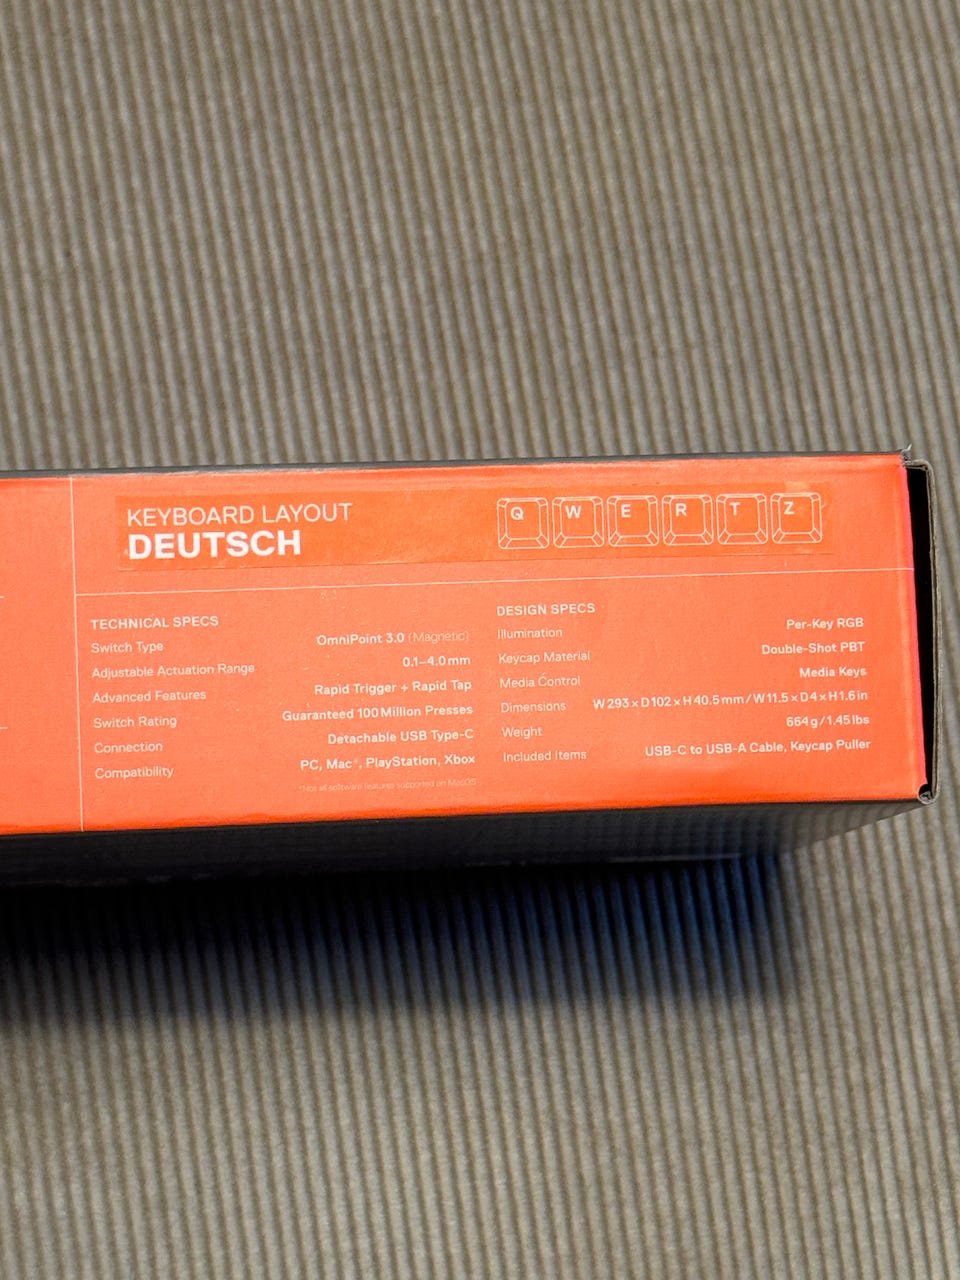 KEYBOARD LAYOUT
DEUTSCH
Q W E R T Z
TECHNICAL SPECS
Switch Type OmniPoint 3.0 (Magnetic)
Adjustable Actuation Range 0.1–4.0 mm
Advanced Features Rapid Trigger + Rapid Tap
Switch Rating Guaranteed 100 Million Presses
Connection Detachable USB Type-C
Compatibility PC, Mac*, PlayStation, Xbox
*Not all software features supported on MacOS
DESIGN SPECS
Illumination Per-Key RGB
Keycap Material Double-Shot PBT
Media Control Media Keys
Dimensions W 293 x D 102 x H 40.5 mm / W 11.5 x D 4 x H 1.6 in
Weight 664 g / 1.45 lbs
Included Items USB-C to USB-A Cable, Keycap Puller